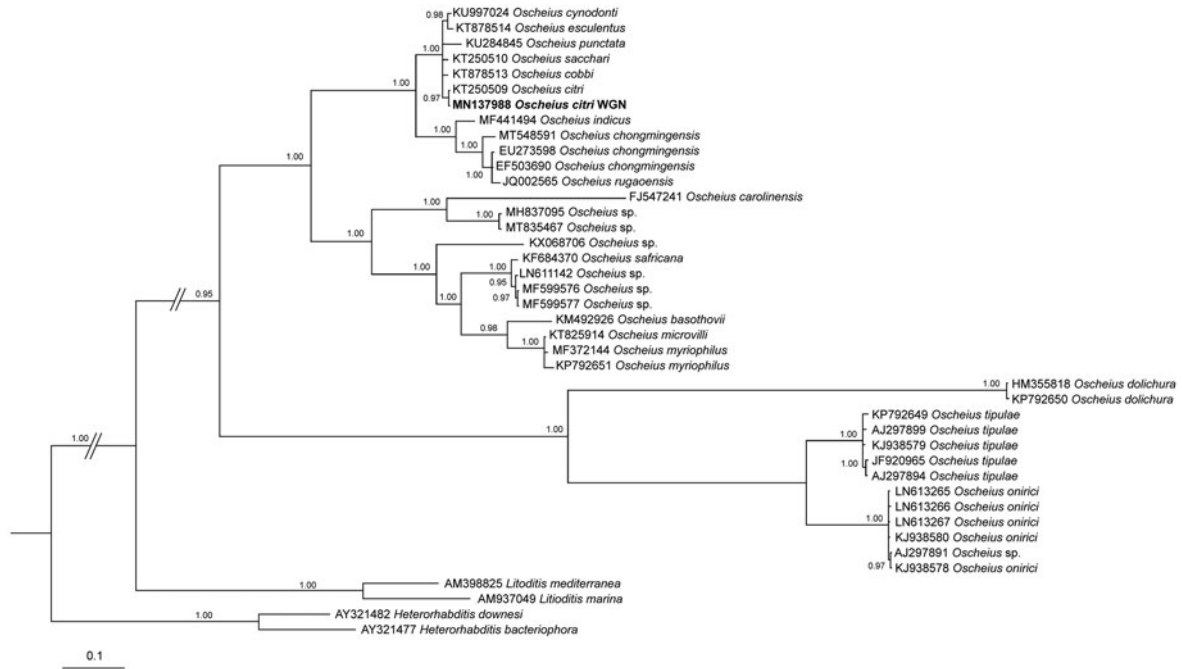 0.98
KU997024 Oscheius cynodonti
KT878514 Oscheius esculentus
1.00
KU284845 Oscheius punctata
KT250510 Oscheius sacchari
KT878513 Oscheius cobbi
1.00
KT250509 Oscheius citri
0.97
MN137988 Oscheius citri WGN
MF441494 Oscheius indicus
1.00
MT548591 Oscheius chongmingensis
1.00
EU273598 Oscheius chongmingensis
1.00
EF503690 Oscheius chongmingensis
1.00
JQ002565 Oscheius rugaoensis
FJ547241 Oscheius carolinensis
1.00
MH837095 Oscheius sp.
1.00
MT835467 Oscheius sp.
1.00
KX068706 Oscheius sp.
KF684370 Oscheius safricana
1.00
1.00
LN611142 Oscheius sp.
0.95
MF599576 Oscheius sp.
0.95
0.97
MF599577 Oscheius sp.
1.00
KM492926 Oscheius basothovii
0.98
KT825914 Oscheius microvilli
1.00
MF372144 Oscheius myriophilus
KP792651 Oscheius myriophilus
1.00
HM355818 Oscheius dolichura
KP792650 Oscheius dolichura
KP792649 Oscheius tipulae
1.00
AJ297899 Oscheius tipulae
1.00
KJ938579 Oscheius tipulae
1.00
JF920965 Oscheius tipulae
1.00
AJ297894 Oscheius tipulae
LN613265 Oscheius onirici
LN613266 Oscheius onirici
1.00
LN613267 Oscheius onirici
KJ938580 Oscheius onirici
AJ297891 Oscheius sp.
0.97
KJ938578 Oscheius onirici
1.00
AM398825 Litoditis mediterranea
AM937049 Litioditis marina
1.00
AY321482 Heterorhabditis downesi
AY321477 Heterorhabditis bacteriophora
0.1